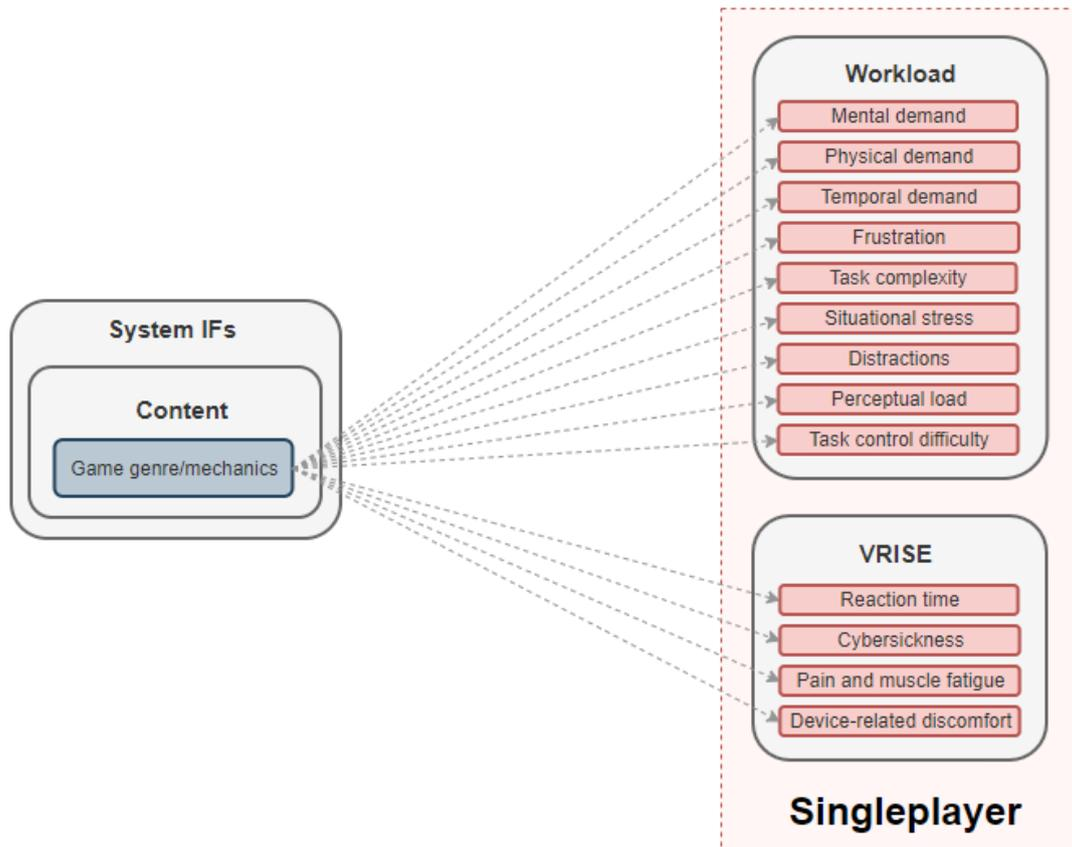 System IFs
Content
Game genre/mechanics
Workload
Mental demand
Physical demand
Temporal demand
Frustration
Task complexity
Situational stress
Distractions
Perceptual load
Task control difficulty
VRISE
Reaction time
Cybersickness
Pain and muscle fatigue
Device-related discomfort
Singleplayer